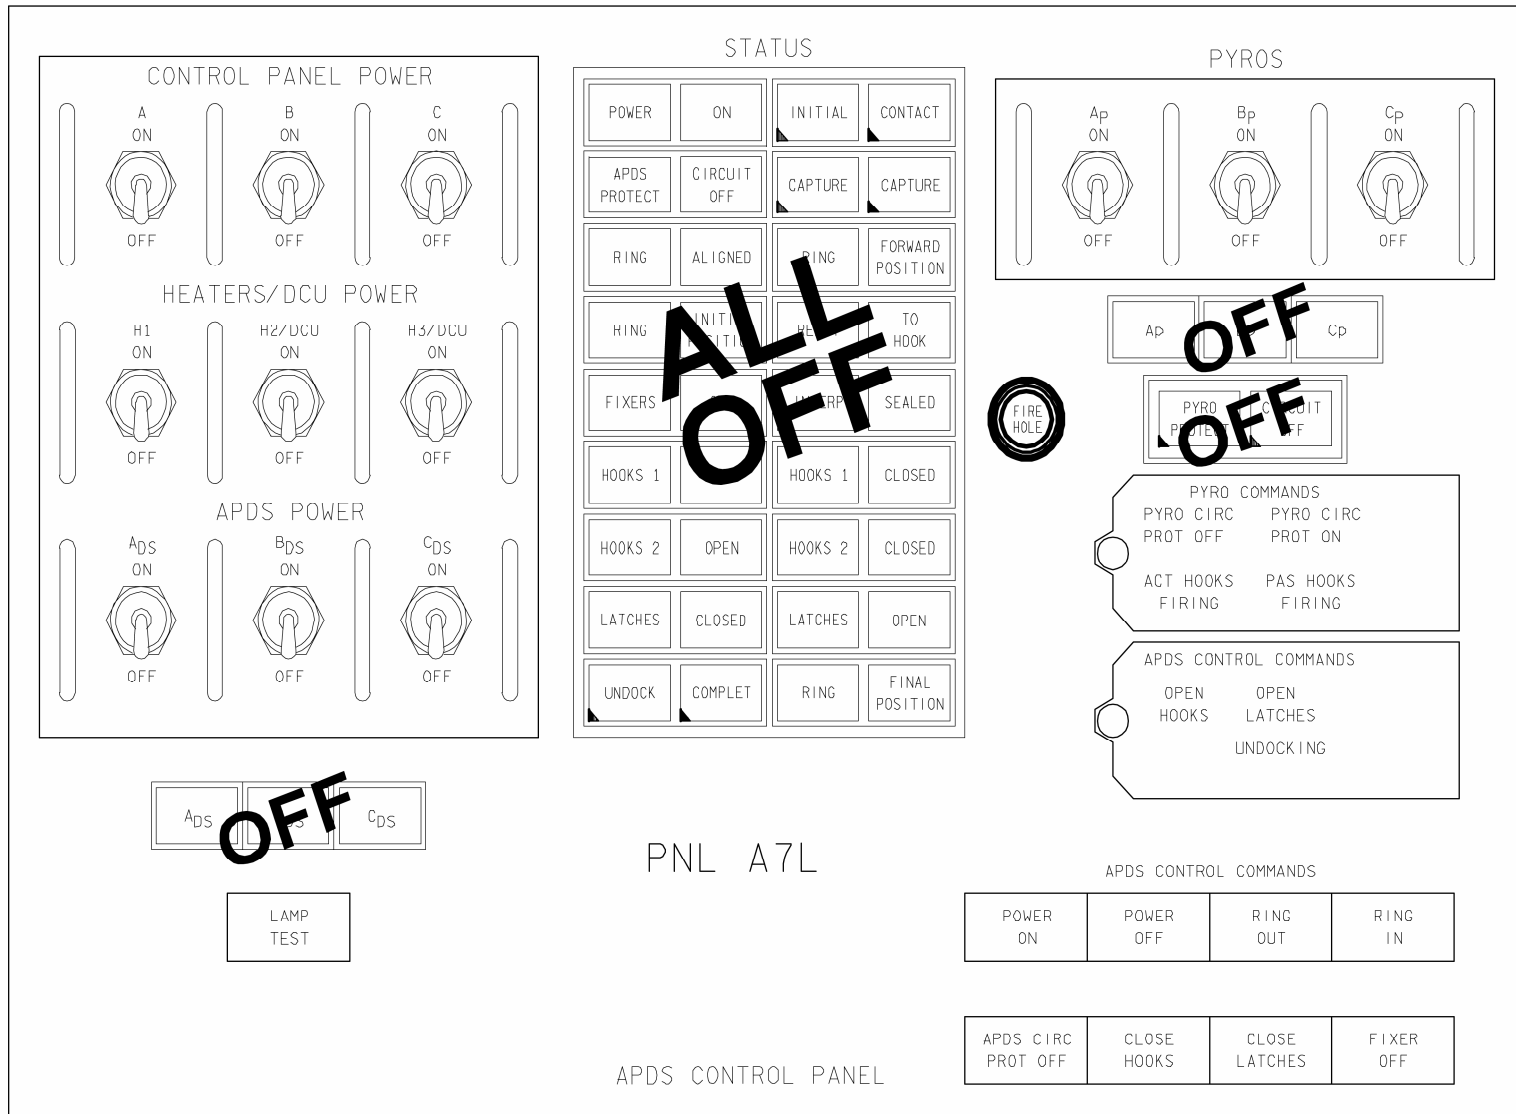 CONTROL PANEL POWER
A B C
ON ON ON
OFF OFF OFF
HEATERS/DCU POWER
H1 H2/DCU H3/DCU
ON ON ON
OFF OFF OFF
APDS POWER
ADS BDS CDS
ON ON ON
OFF OFF OFF
ADS CDS
OFF
LAMP
TEST
STATUS
POWER ON INITIAL CONTACT
APDS
PROTECT
CIRCUIT
OFF
CAPTURE CAPTURE
RING ALIGNED RING
FORWARD
POSITION
RING
INITIAL
POSITION
TO
HOOK
FIXERS SEALED
HOOKS 1 HOOKS 1 CLOSED
HOOKS 2 OPEN HOOKS 2 CLOSED
LATCHES CLOSED LATCHES OPEN
UNDOCK COMPLET RING
FINAL
POSITION
ALL
OFF
PNL A7L
APDS CONTROL PANEL
PYROS
Ap Bp Cp
ON ON ON
OFF OFF OFF
Ap Cp
OFF
FIRE
HOLE
PYRO
PROTECT
CIRCUIT
OFF
OFF
PYRO COMMANDS
PYRO CIRC PYRO CIRC
PROT OFF PROT ON
ACT HOOKS PAS HOOKS
FIRING FIRING
APDS CONTROL COMMANDS
OPEN OPEN
HOOKS LATCHES
UNDOCKING
APDS CONTROL COMMANDS
POWER
ON
POWER
OFF
RING
OUT
RING
IN
APDS CIRC
PROT OFF
CLOSE
HOOKS
CLOSE
LATCHES
FIXER
OFF